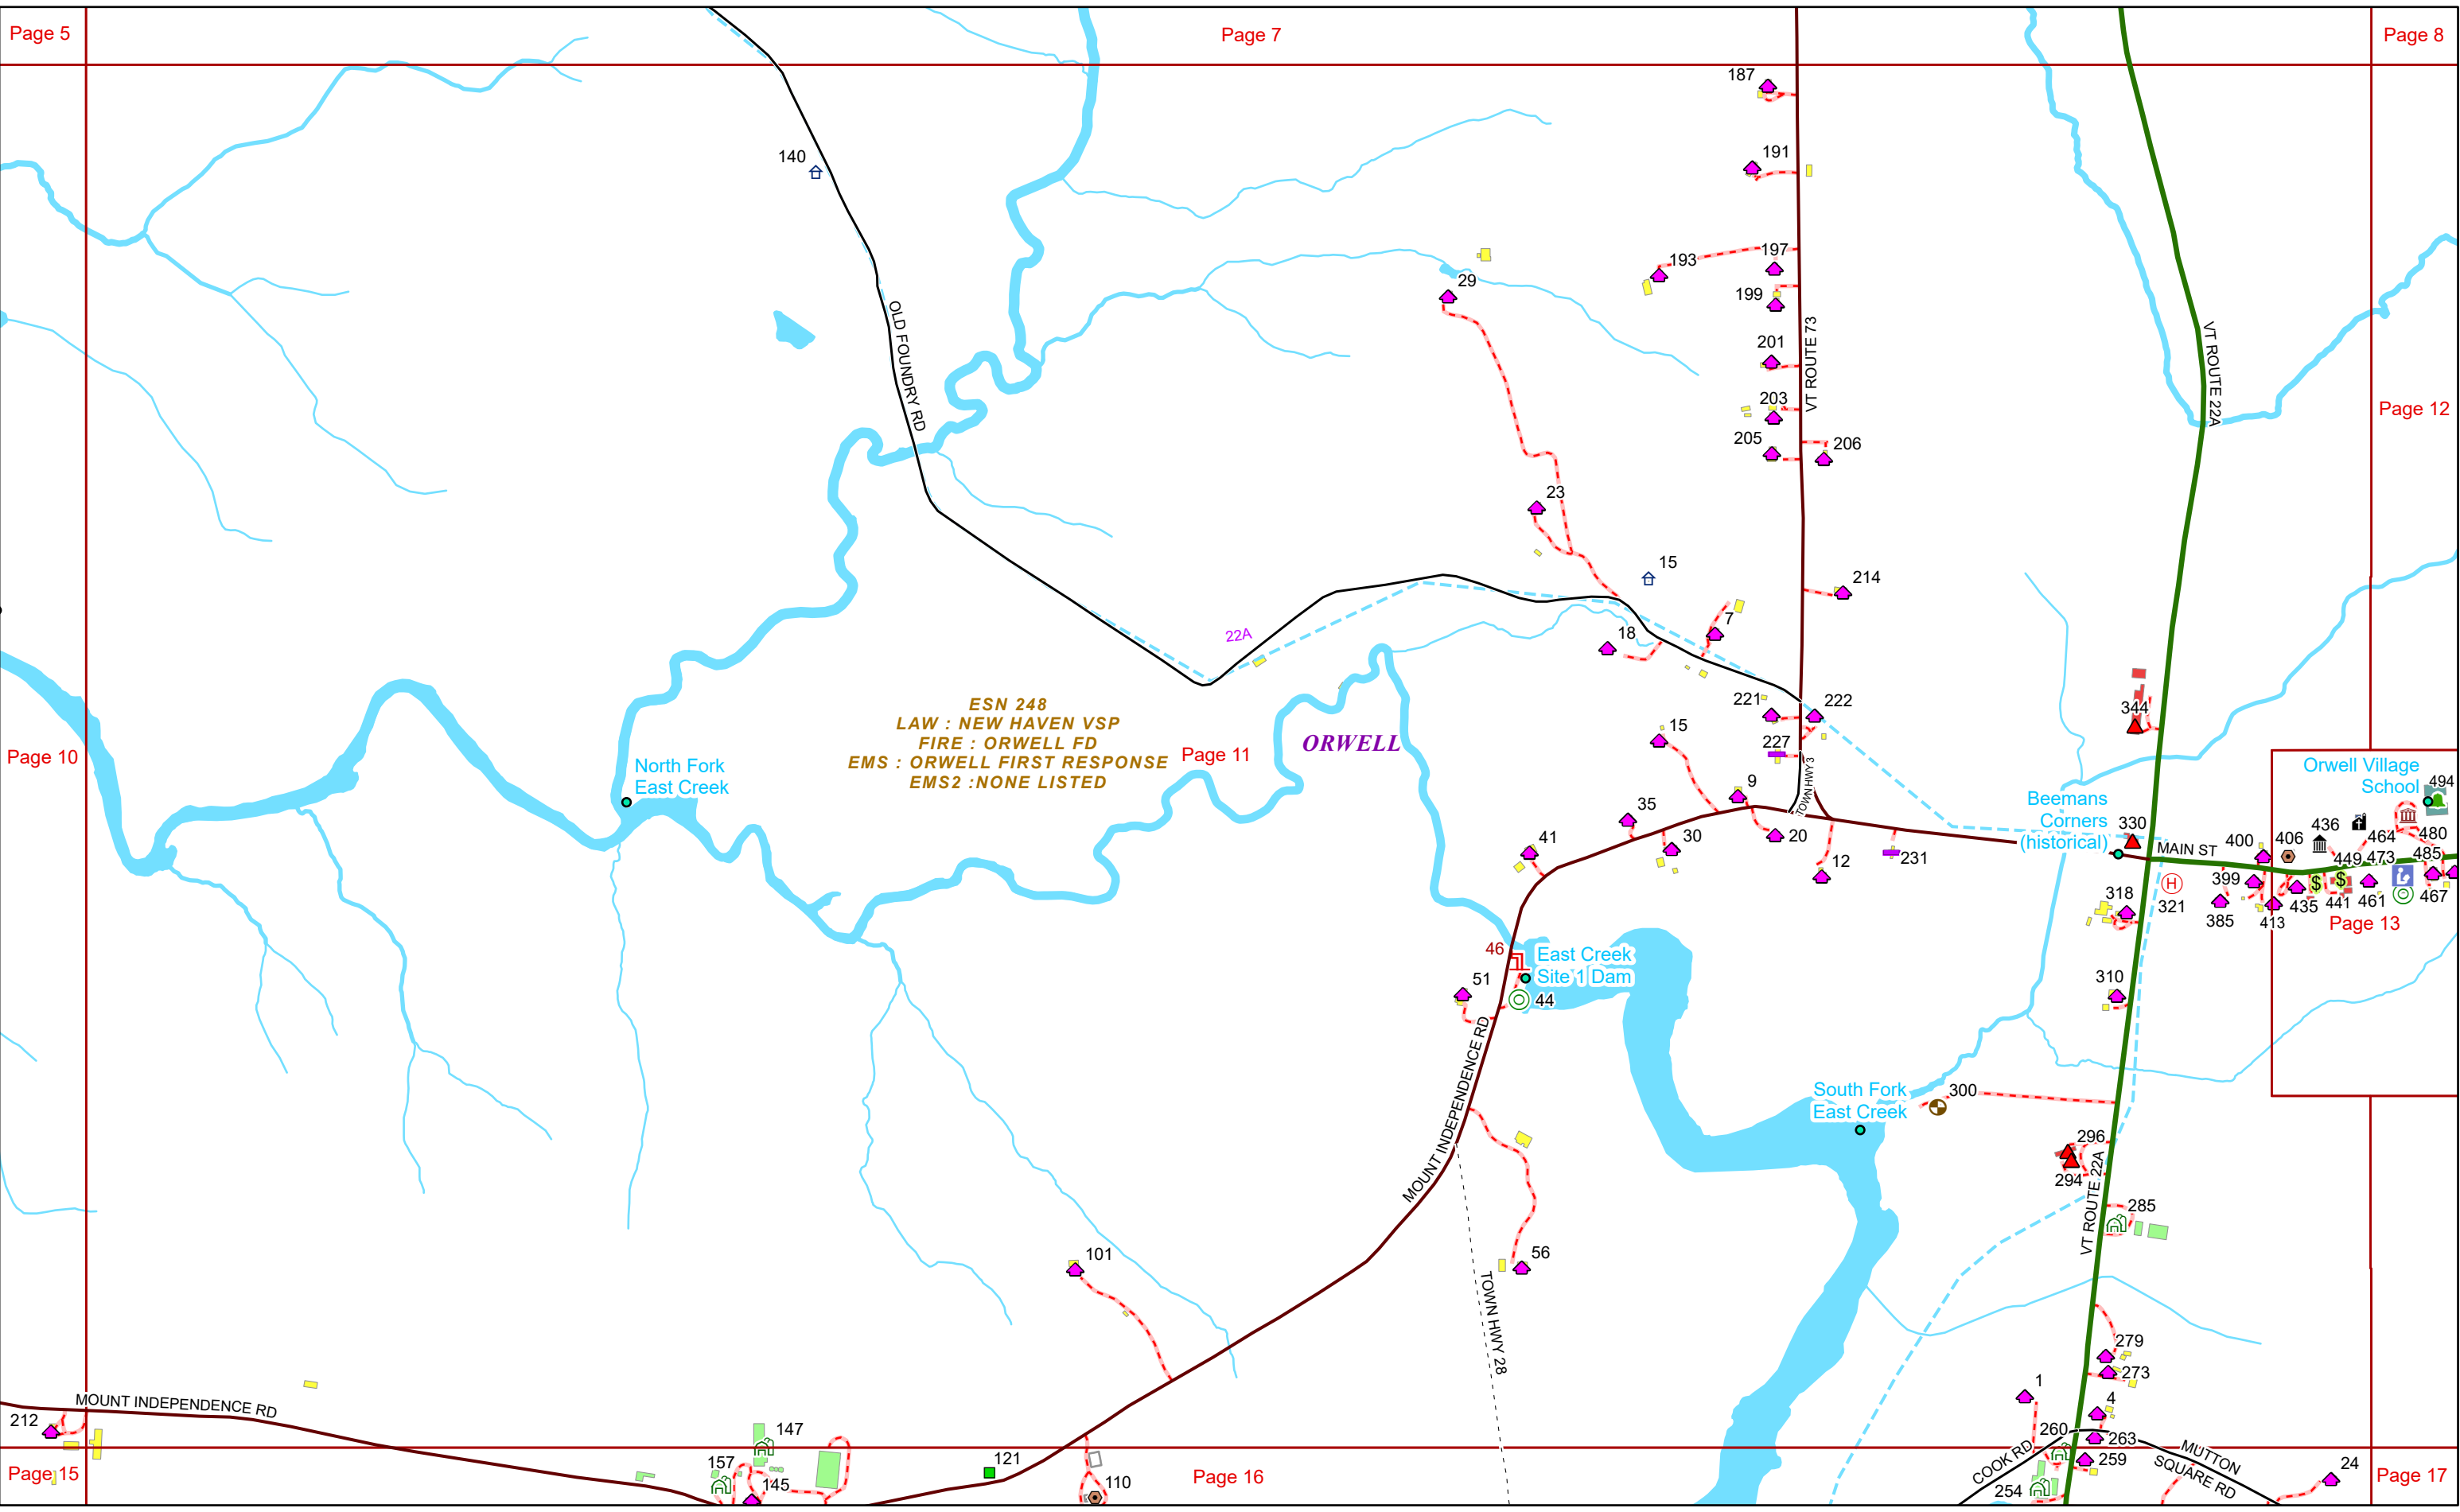 Page 5
Page 7
Page 8
187
140
191
197
193
29
199
OLD FOUNDRY RD
VT ROUTE 73
VT ROUTE 22A
201
203
Page 12
205
206
23
15
214
22A
18
7
ESN 248
LAW : NEW HAVEN VSP
FIRE : ORWELL FD
EMS : ORWELL FIRST RESPONSE
EMS2 :NONE LISTED
Page 11
ORWELL
221
222
15
227
344
Page 10
North Fork
East Creek
TOWN HWY 3
9
35
30
20
41
12
231
Beemans
Corners
(historical)
330
MAIN ST
Orwell Village
School
494
400
406
436
464
480
449
473
485
399
385
413
435
441
461
467
Page 13
318
321
310
46
East Creek
Site 1 Dam
51
44
MOUNT INDEPENDENCE RD
South Fork
East Creek
300
296
294
VT ROUTE 22A
285
101
56
TOWN HWY 28
279
273
1
4
MOUNT INDEPENDENCE RD
212
147
260
263
COOK RD
MUTTON
SQUARE RD
Page 15
157
145
121
110
Page 16
259
254
24
Page 17